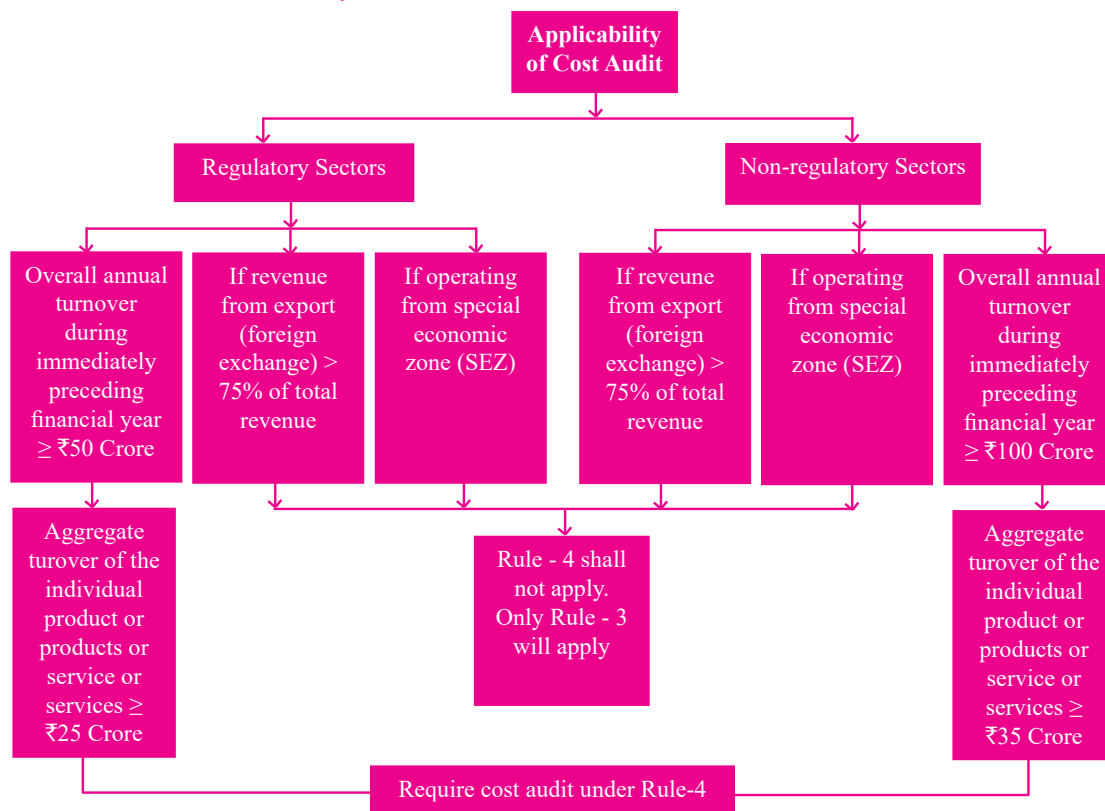 Applicability
of Cost Audit
Regulatory Sectors
Non-regulatory Sectors
Overall annual
turnover
during
immediately
preceding
financial year
≥ ₹50 Crore
If revenue
from export
(foreign
exchange) >
75% of total
revenue
If operating
from special
economic
zone (SEZ)
If reveune
from export
(foreign
exchange) >
75% of total
revenue
If operating
from special
economic
zone (SEZ)
Overall annual
turnover
during
immediately
preceding
financial year
≥ ₹100 Crore
Aggregate
turover of the
individual
product or
products or
service or
services ≥
₹25 Crore
Rule - 4 shall
not apply.
Only Rule - 3
will apply
Aggregate
turover of the
individual
product or
products or
service or
services ≥
₹35 Crore
Require cost audit under Rule-4